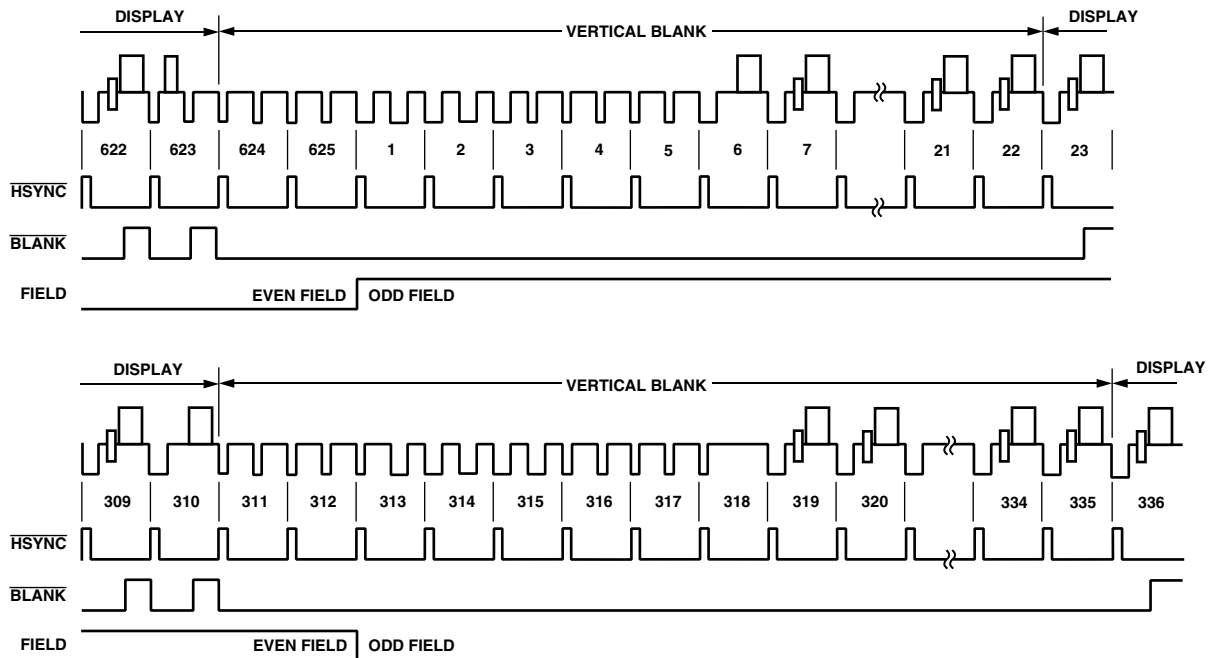 DISPLAY VERTICAL BLANK DISPLAY
622 623 624 625 1 2 3 4 5 6 7 21 22 23
HSYNC
BLANK
FIELD EVEN FIELD ODD FIELD
DISPLAY VERTICAL BLANK DISPLAY
309 310 311 312 313 314 315 316 317 318 319 320 334 335 336
HSYNC
BLANK
FIELD EVEN FIELD ODD FIELD